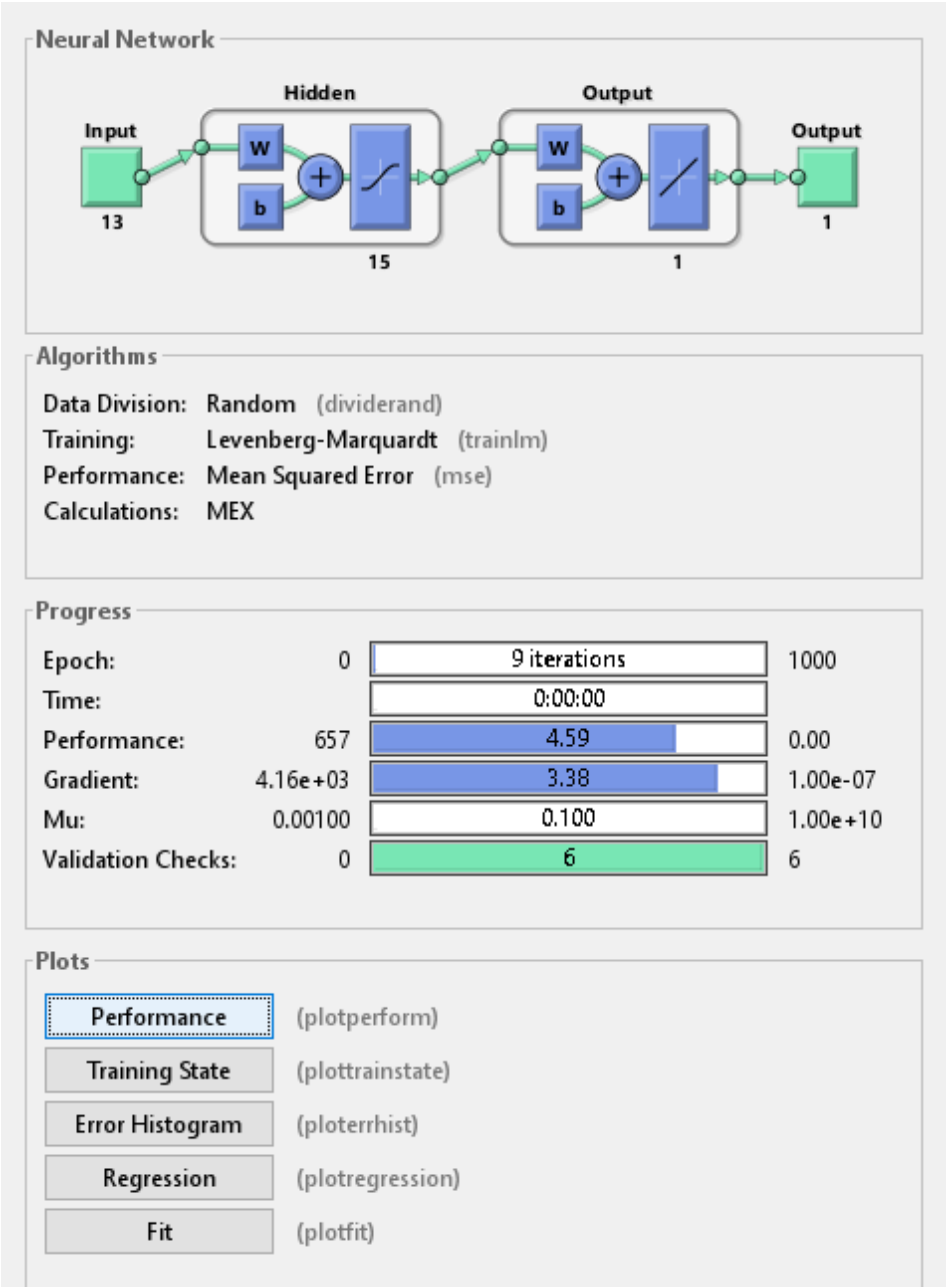 Neural Network
Hidden
Output
Input
Output
W
W
+
+
b
b
13
1
15
1
Algorithms
Data Division: Random (dividerand)
Training: Levenberg-Marquardt (trainlm)
Performance: Mean Squared Error (mse)
Calculations: MEX
Progress
Epoch: 0 9 iterations 1000
Time: 0:00:00
Performance: 657 4.59 0.00
Gradient: 4.16e+03 3.38 1.00e-07
Mu: 0.00100 0.100 1.00e+10
Validation Checks: 0 6 6
Plots
Performance (plotperform)
Training State (plottrainstate)
Error Histogram (ploterrhist)
Regression (plotregression)
Fit (plotfit)